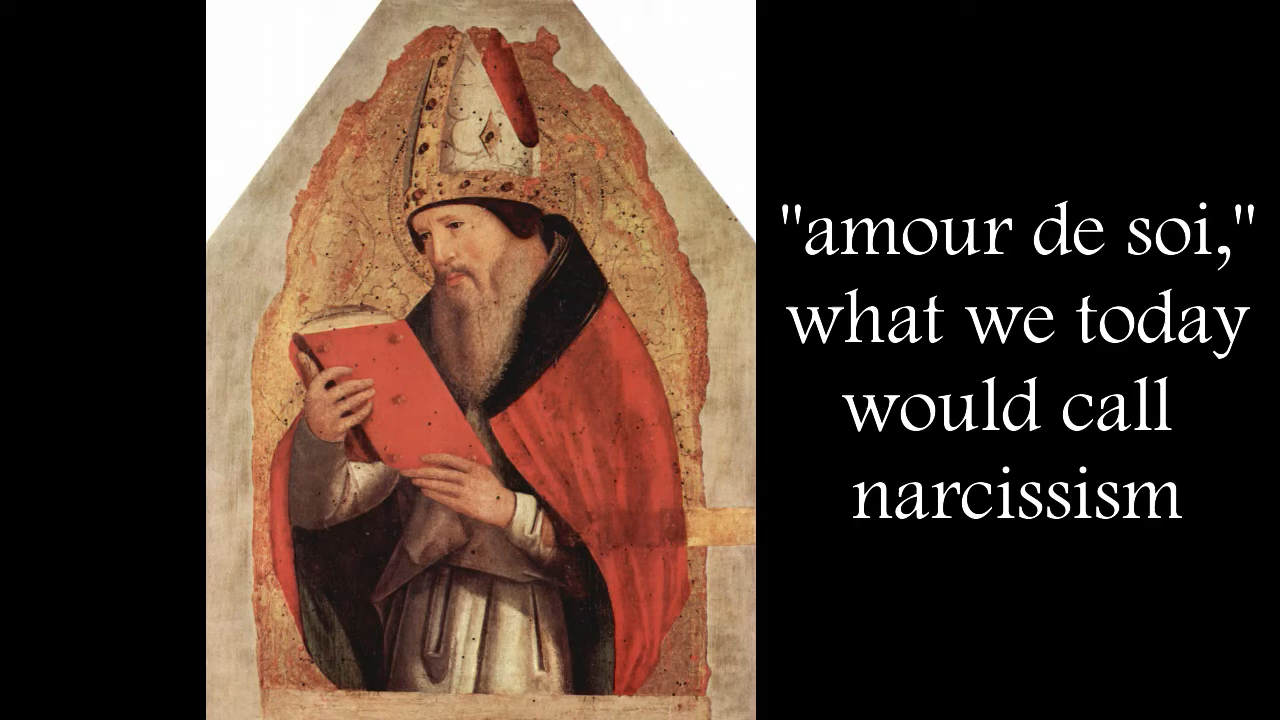 "amour de soi,"
what we today
would call
narcissism